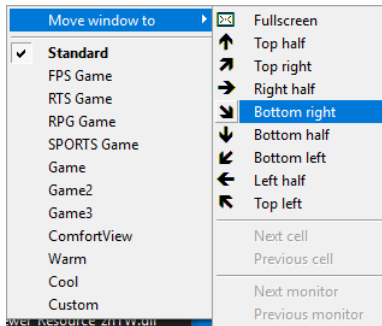 Move window to
Standard
FPS Game
RTS Game
RPG Game
SPORTS Game
Game
Game2
Game3
ComfortView
Warm
Cool
Custom
Fullscreen
Top half
Top right
Right half
Bottom right
Bottom half
Bottom left
Left half
Top left
Next cell
Previous cell
Next monitor
Previous monitor